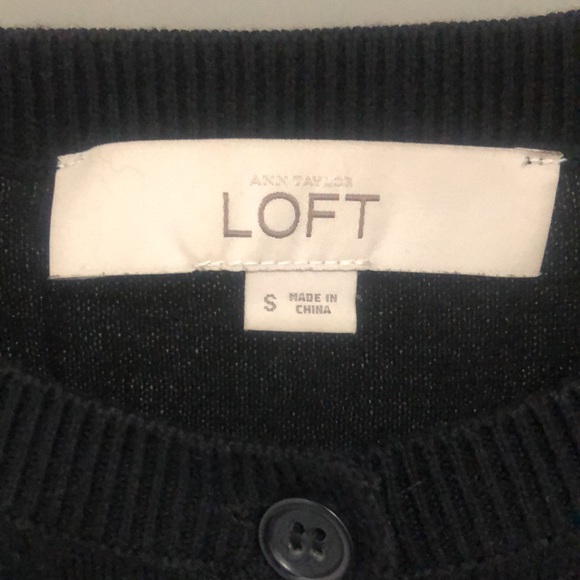 ANN TAYLOR
LOFT
S
MADE IN
CHINA